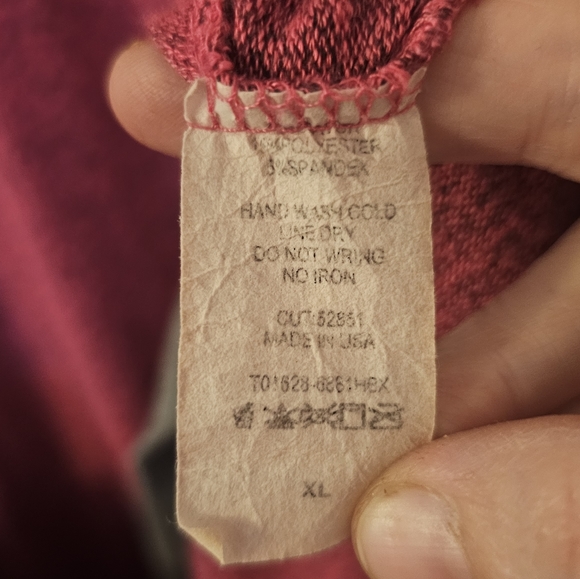 POLYESTER
SPANDEX
HAND WASH COLD
LINE DRY
DO NOT WRING
NO IRON
CUT:52851
MADE IN USA
XL